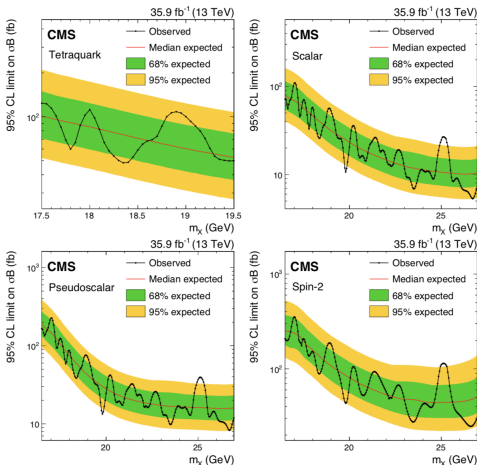 35.9 fb⁻¹ (13 TeV)
95% CL limit on σB (fb)
CMS
Tetraquark
Observed
Median expected
68% expected
95% expected
10²
17.5 18 18.5 19 19.5
m_X (GeV)
35.9 fb⁻¹ (13 TeV)
95% CL limit on σB (fb)
CMS
Scalar
Observed
Median expected
68% expected
95% expected
10²
10
20 25
m_X (GeV)
35.9 fb⁻¹ (13 TeV)
95% CL limit on σB (fb)
10³
CMS
Pseudoscalar
Observed
Median expected
68% expected
95% expected
10²
10
20 25
m_X (GeV)
35.9 fb⁻¹ (13 TeV)
95% CL limit on σB (fb)
10³
CMS
Spin-2
Observed
Median expected
68% expected
95% expected
10²
20 25
m_X (GeV)